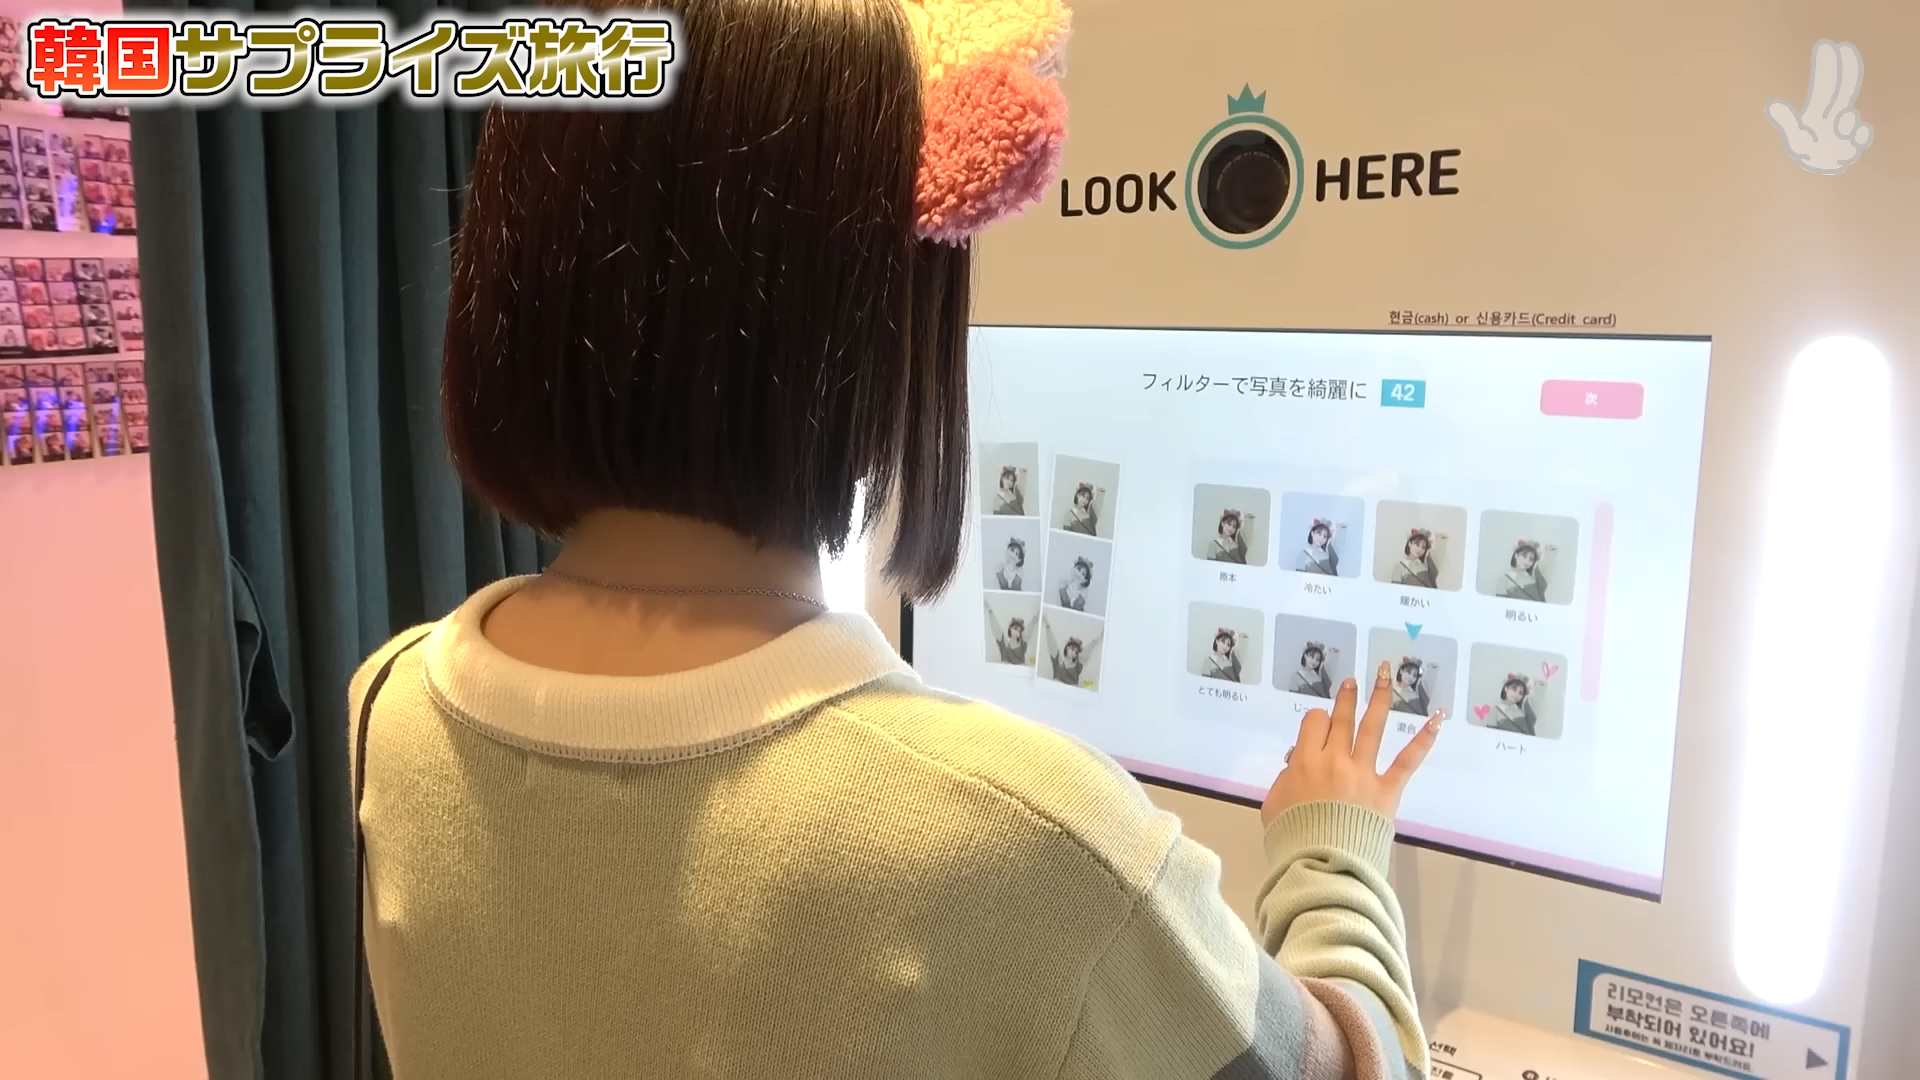 韓国サプライズ旅行
LOOK HERE
현금(cash) or 신용카드(Credit card)
フィルターで写真を綺麗に 42 次
原本 冷たい 暖かい 明るい
とても明るい 混合 ハート
리모컨은 오른쪽에
부착되어 있어요!
선택